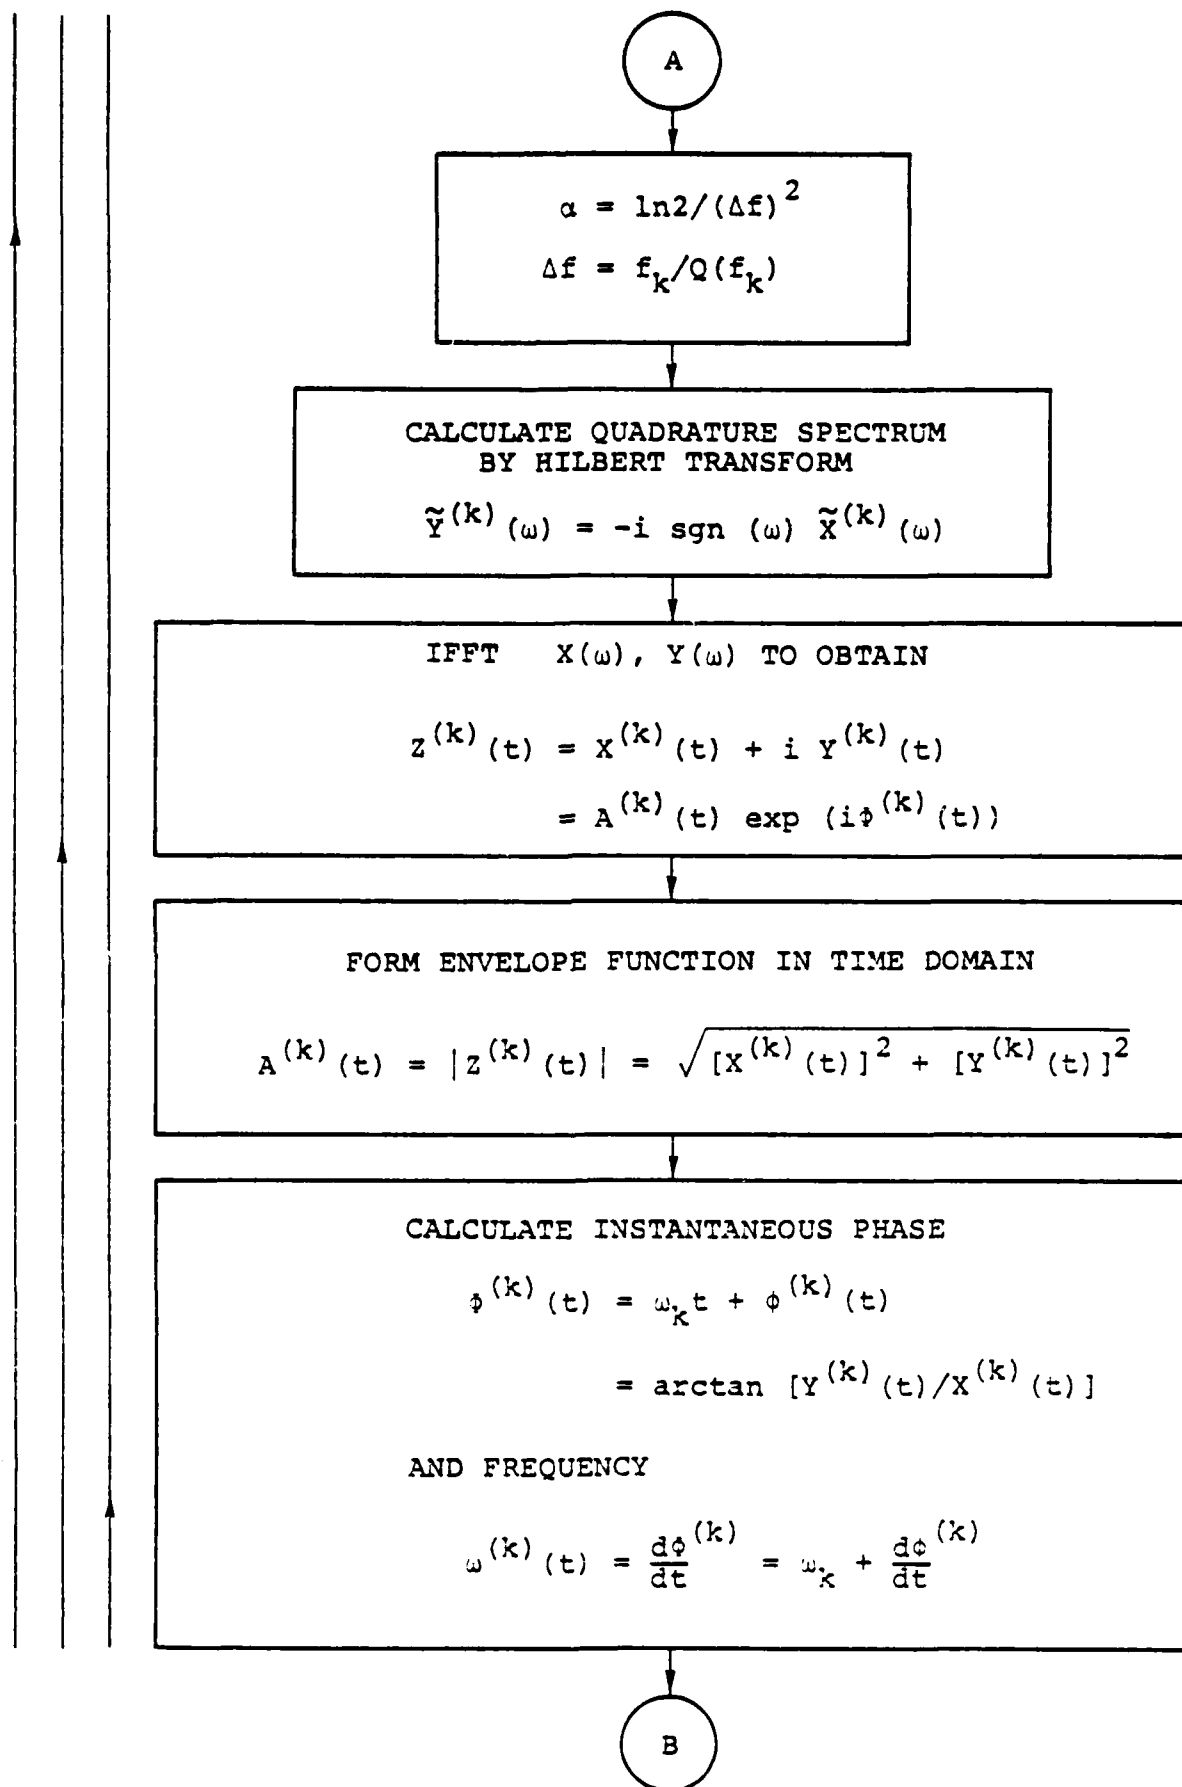 A
α = ln2/(Δf)²
Δf = f_k/Q(f_k)
CALCULATE QUADRATURE SPECTRUM
BY HILBERT TRANSFORM
Ỹ^(k)(ω) = -i sgn (ω) X̃^(k)(ω)
IFFT X(ω), Y(ω) TO OBTAIN
Z^(k)(t) = X^(k)(t) + i Y^(k)(t)
= A^(k)(t) exp (iΦ^(k)(t))
FORM ENVELOPE FUNCTION IN TIME DOMAIN
A^(k)(t) = |Z^(k)(t)| = √([X^(k)(t)]² + [Y^(k)(t)]²)
CALCULATE INSTANTANEOUS PHASE
Φ^(k)(t) = ω_k t + φ^(k)(t)
= arctan [Y^(k)(t)/X^(k)(t)]
AND FREQUENCY
ω^(k)(t) = dΦ^(k)/dt = ω_k + dφ^(k)/dt
B